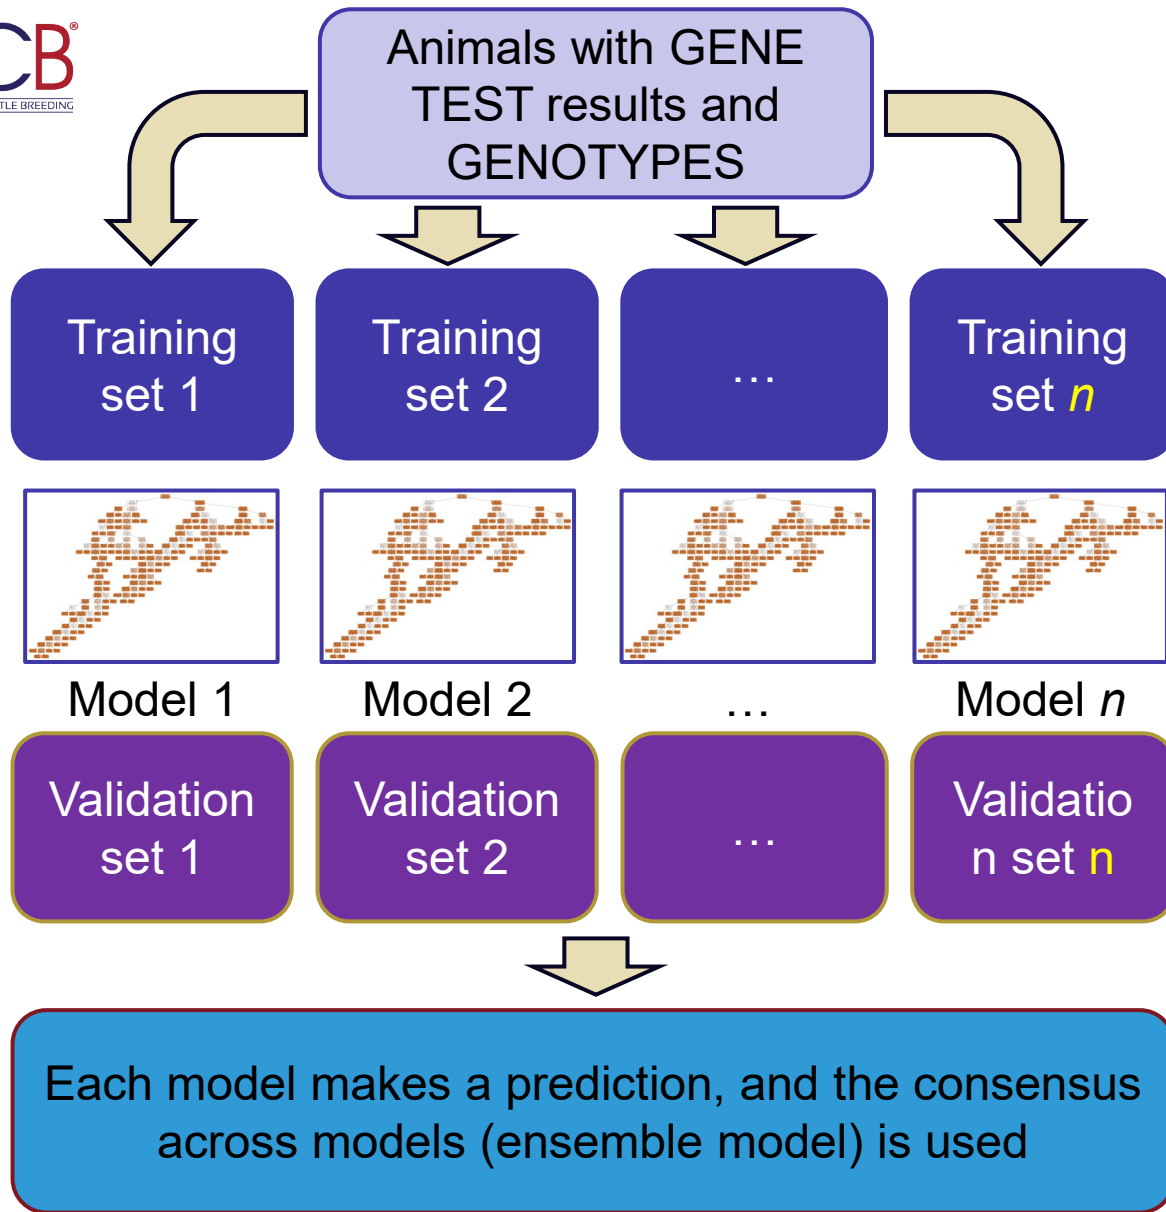 CB®
TLE BREEDING
Animals with GENE
TEST results and
GENOTYPES
Training
set 1
Training
set 2
...
Training
set n
Model 1
Model 2
...
Model n
Validation
set 1
Validation
set 2
...
Validatio
n set n
Each model makes a prediction, and the consensus
across models (ensemble model) is used